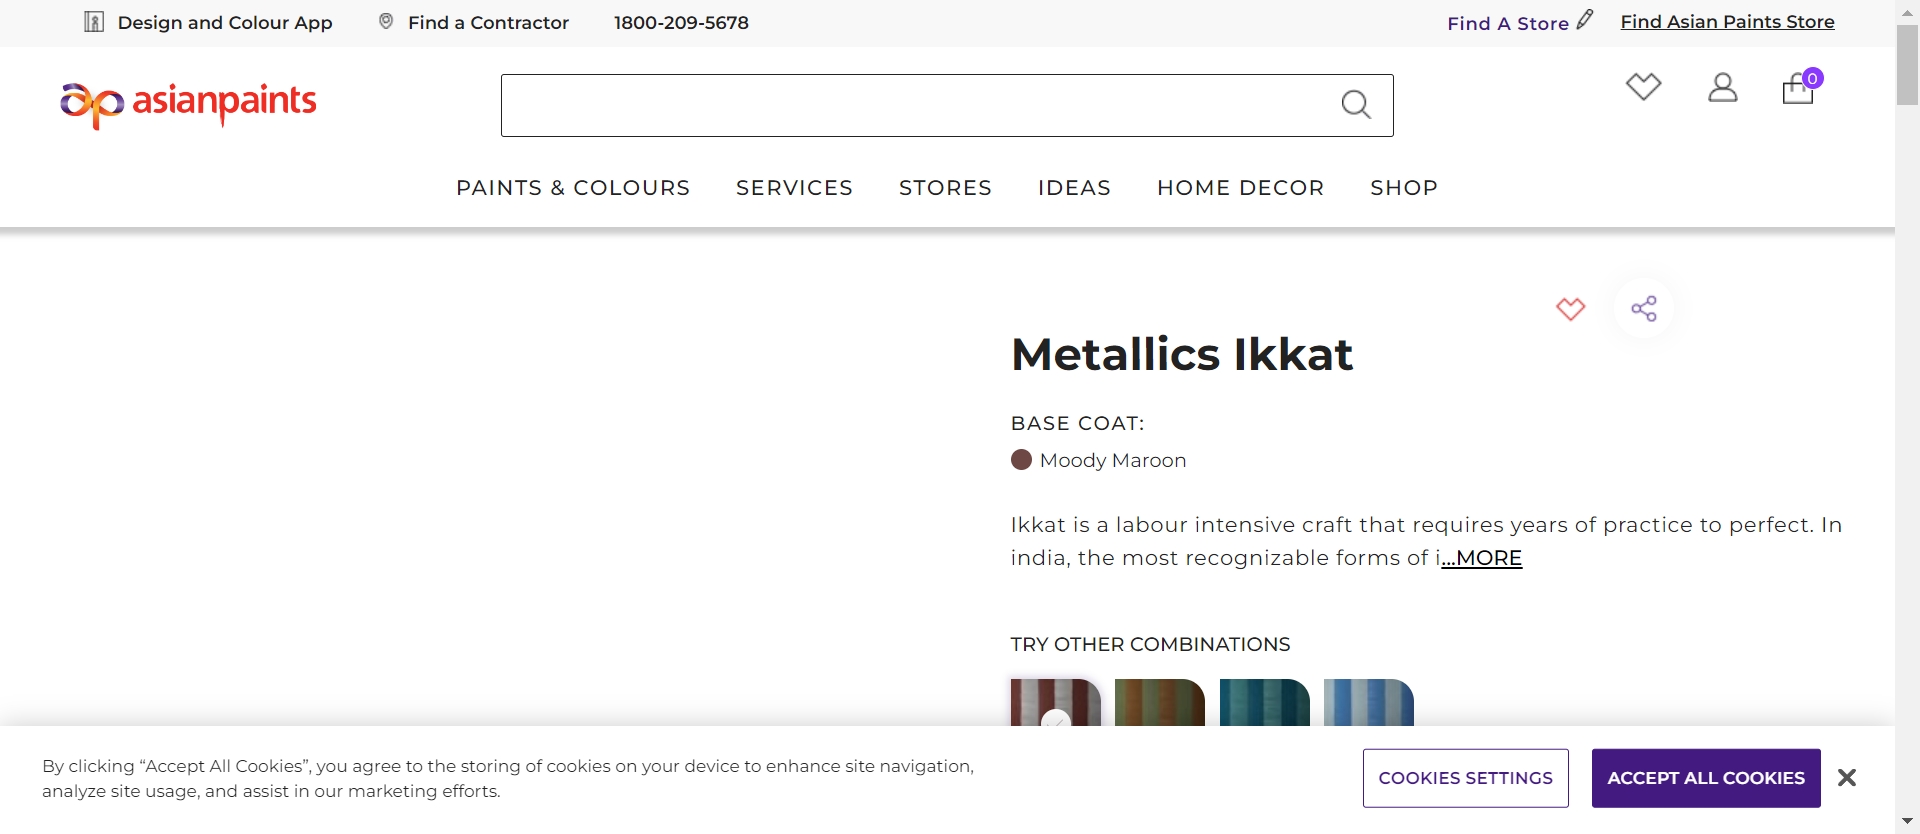 Design and Colour App
Find a Contractor
1800-209-5678
Find A Store
Find Asian Paints Store
asianpaints
0
PAINTS & COLOURS
SERVICES
STORES
IDEAS
HOME DECOR
SHOP
Metallics Ikkat
BASE COAT:
Moody Maroon
Ikkat is a labour intensive craft that requires years of practice to perfect. In
india, the most recognizable forms of i...MORE
TRY OTHER COMBINATIONS
By clicking “Accept All Cookies”, you agree to the storing of cookies on your device to enhance site navigation,
analyze site usage, and assist in our marketing efforts.
COOKIES SETTINGS
ACCEPT ALL COOKIES